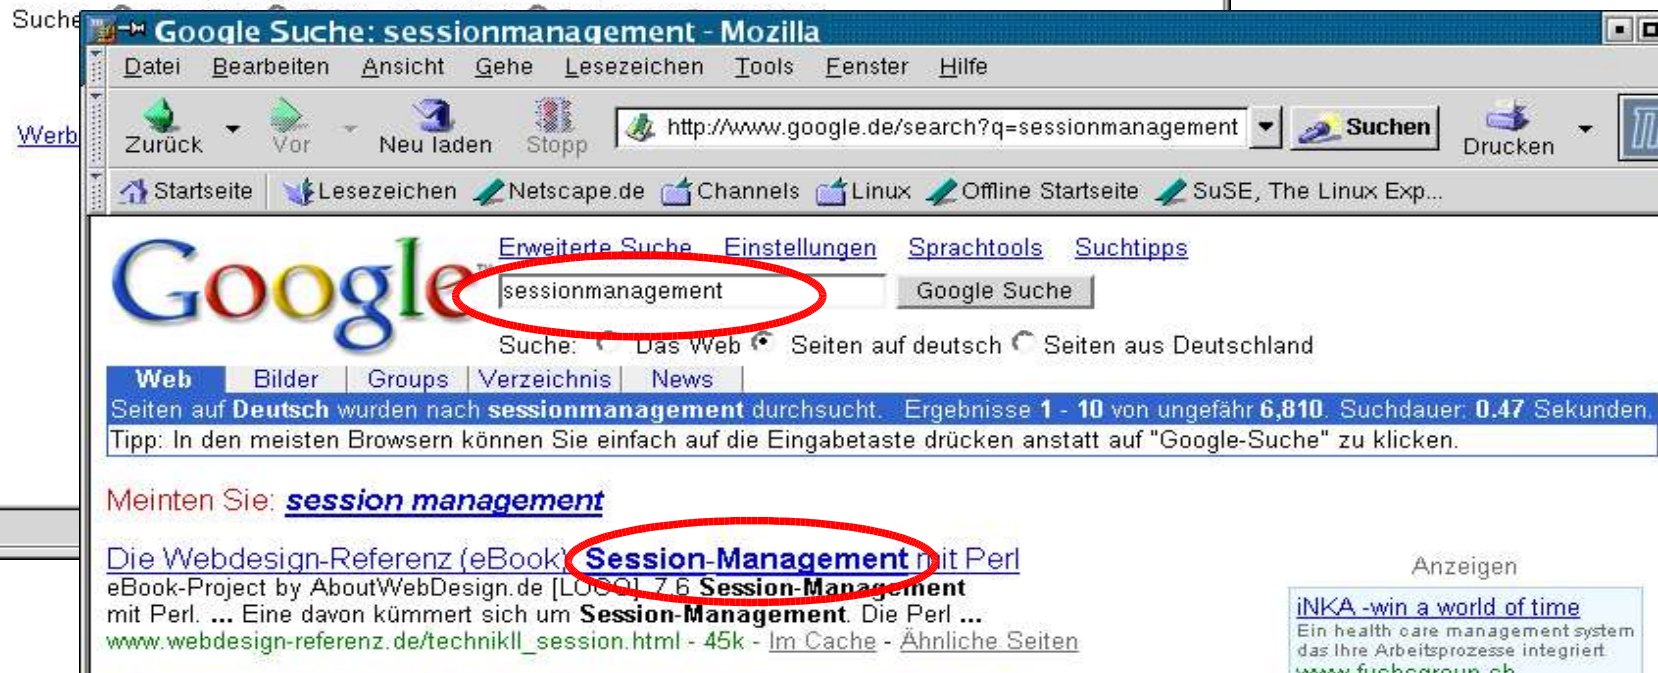 Suche
Google Suche: sessionmanagement - Mozilla
Datei Bearbeiten Ansicht Gehe Lesezeichen Tools Fenster Hilfe
Werb
Zurück Vor Neu laden Stopp http://www.google.de/search?q=sessionmanagement Suchen Drucken
Startseite Lesezeichen Netscape.de Channels Linux Offline Startseite SuSE, The Linux Exp...
Google™
Erweiterte Suche Einstellungen Sprachtools Suchtipps
sessionmanagement Google Suche
Suche: Das Web Seiten auf deutsch Seiten aus Deutschland
Web Bilder Groups Verzeichnis News
Seiten auf Deutsch wurden nach sessionmanagement durchsucht. Ergebnisse 1 - 10 von ungefähr 6,810. Suchdauer: 0.47 Sekunden.
Tipp: In den meisten Browsern können Sie einfach auf die Eingabetaste drücken anstatt auf "Google-Suche" zu klicken.
Meinten Sie: session management
Die Webdesign-Referenz (eBook) Session-Management mit Perl
eBook-Project by AboutWebDesign.de [LOGO]. 7.6 Session-Management
mit Perl. ... Eine davon kümmert sich um Session-Management. Die Perl ...
www.webdesign-referenz.de/technikII_session.html - 45k - Im Cache - Ähnliche Seiten
Anzeigen
iNKA -win a world of time
Ein health care management system
das Ihre Arbeitsprozesse integriert